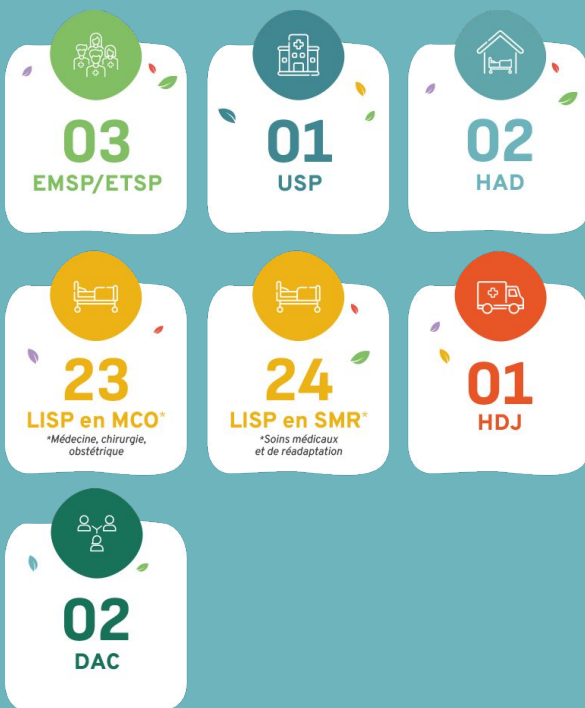 03
EMSP/ETSP
01
USP
02
HAD
23
LISP en MCO*
*Médecine, chirurgie,
obstétrique
24
LISP en SMR*
*Soins médicaux
et de réadaptation
01
HDJ
02
DAC